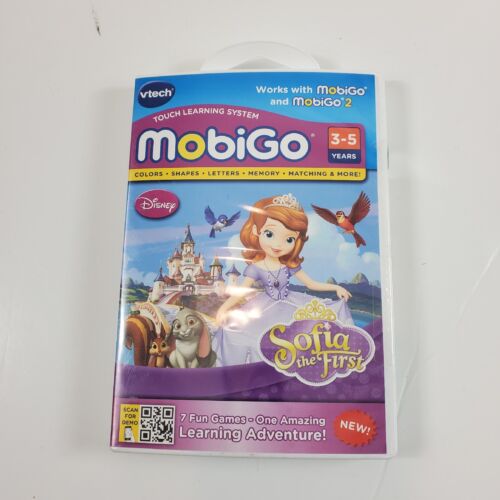 vtech
Works with MobiGo
and MobiGo 2
TOUCH LEARNING SYSTEM
MobiGo
3-5
YEARS
COLORS • SHAPES • LETTERS • MEMORY • MATCHING & MORE!
Disney
Sofia
the First
SCAN
FOR
DEMO
7 Fun Games - One Amazing
Learning Adventure!
NEW!